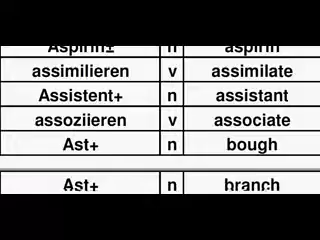 Aspirin± n aspirin
assimilieren v assimilate
Assistent+ n assistant
assoziieren v associate
Ast+ n bough
Ast+ n branch